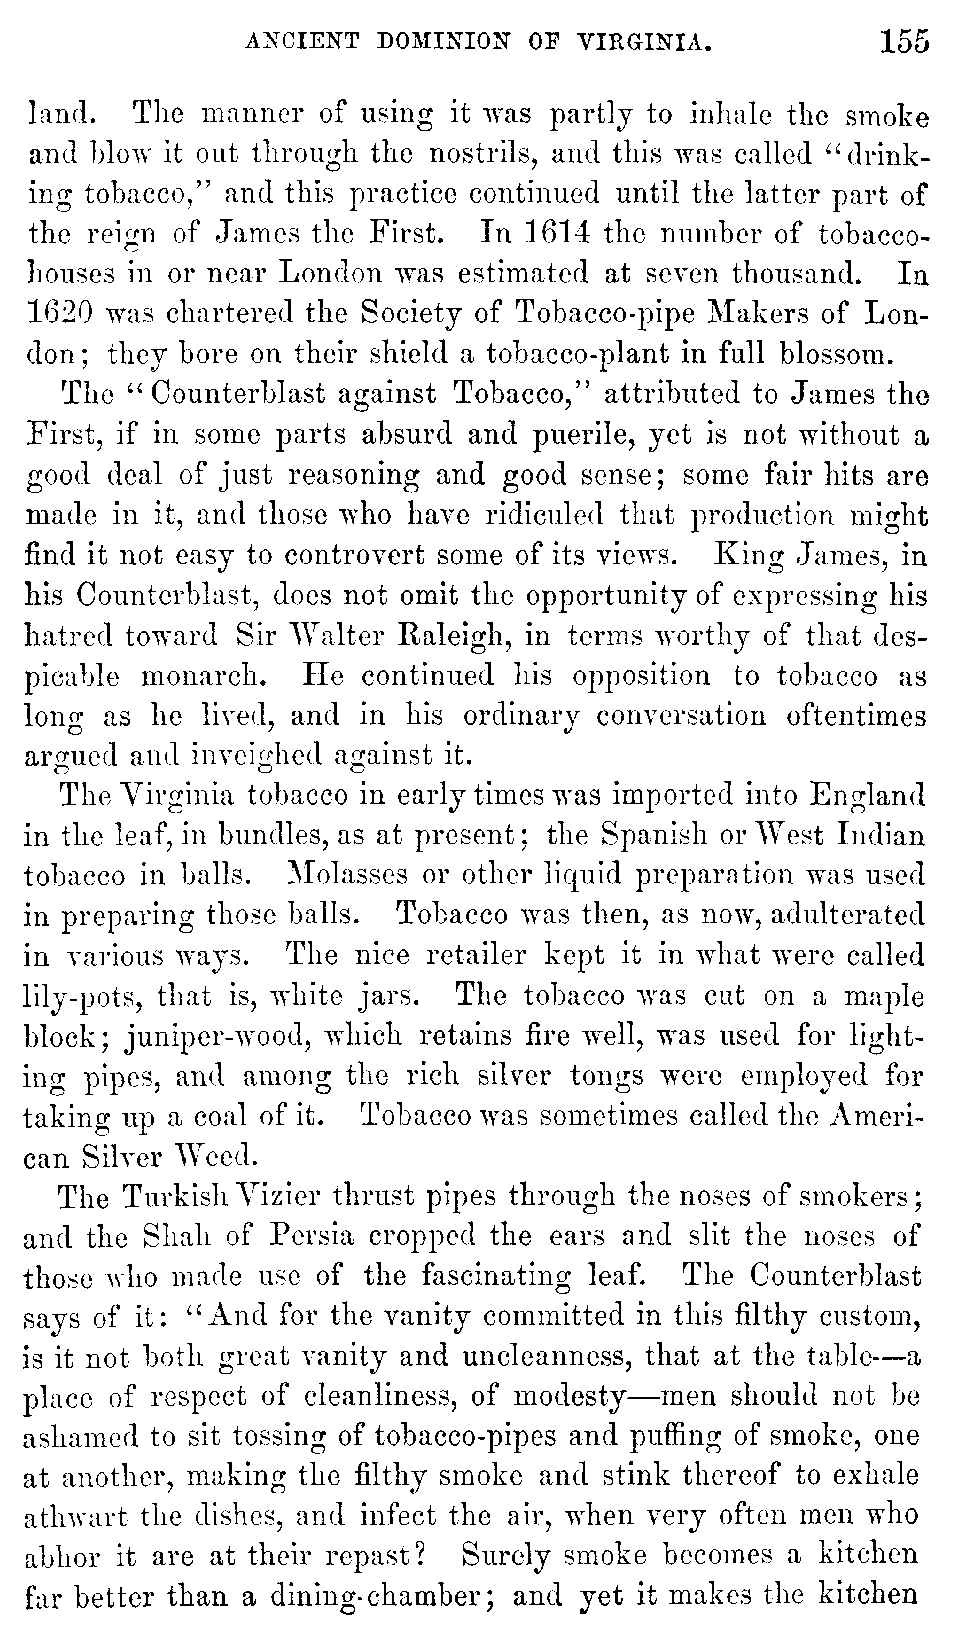 ANCIENT DOMINION OF VIRGINIA. 155
land. The manner of using it was partly to inhale the smoke
and blow it out through the nostrils, and this was called "drink-
ing tobacco," and this practice continued until the latter part of
the reign of James the First. In 1614 the number of tobacco-
houses in or near London was estimated at seven thousand. In
1620 was chartered the Society of Tobacco-pipe Makers of Lon-
don; they bore on their shield a tobacco-plant in full blossom.
The "Counterblast against Tobacco," attributed to James the
First, if in some parts absurd and puerile, yet is not without a
good deal of just reasoning and good sense; some fair hits are
made in it, and those who have ridiculed that production might
find it not easy to controvert some of its views. King James, in
his Counterblast, does not omit the opportunity of expressing his
hatred toward Sir Walter Raleigh, in terms worthy of that des-
picable monarch. He continued his opposition to tobacco as
long as he lived, and in his ordinary conversation oftentimes
argued and inveighed against it.
The Virginia tobacco in early times was imported into England
in the leaf, in bundles, as at present; the Spanish or West Indian
tobacco in balls. Molasses or other liquid preparation was used
in preparing those balls. Tobacco was then, as now, adulterated
in various ways. The nice retailer kept it in what were called
lily-pots, that is, white jars. The tobacco was cut on a maple
block; juniper-wood, which retains fire well, was used for light-
ing pipes, and among the rich silver tongs were employed for
taking up a coal of it. Tobacco was sometimes called the Ameri-
can Silver Weed.
The Turkish Vizier thrust pipes through the noses of smokers;
and the Shah of Persia cropped the ears and slit the noses of
those who made use of the fascinating leaf. The Counterblast
says of it: "And for the vanity committed in this filthy custom,
is it not both great vanity and uncleanness, that at the table—a
place of respect of cleanliness, of modesty—men should not be
ashamed to sit tossing of tobacco-pipes and puffing of smoke, one
at another, making the filthy smoke and stink thereof to exhale
athwart the dishes, and infect the air, when very often men who
abhor it are at their repast? Surely smoke becomes a kitchen
far better than a dining-chamber; and yet it makes the kitchen